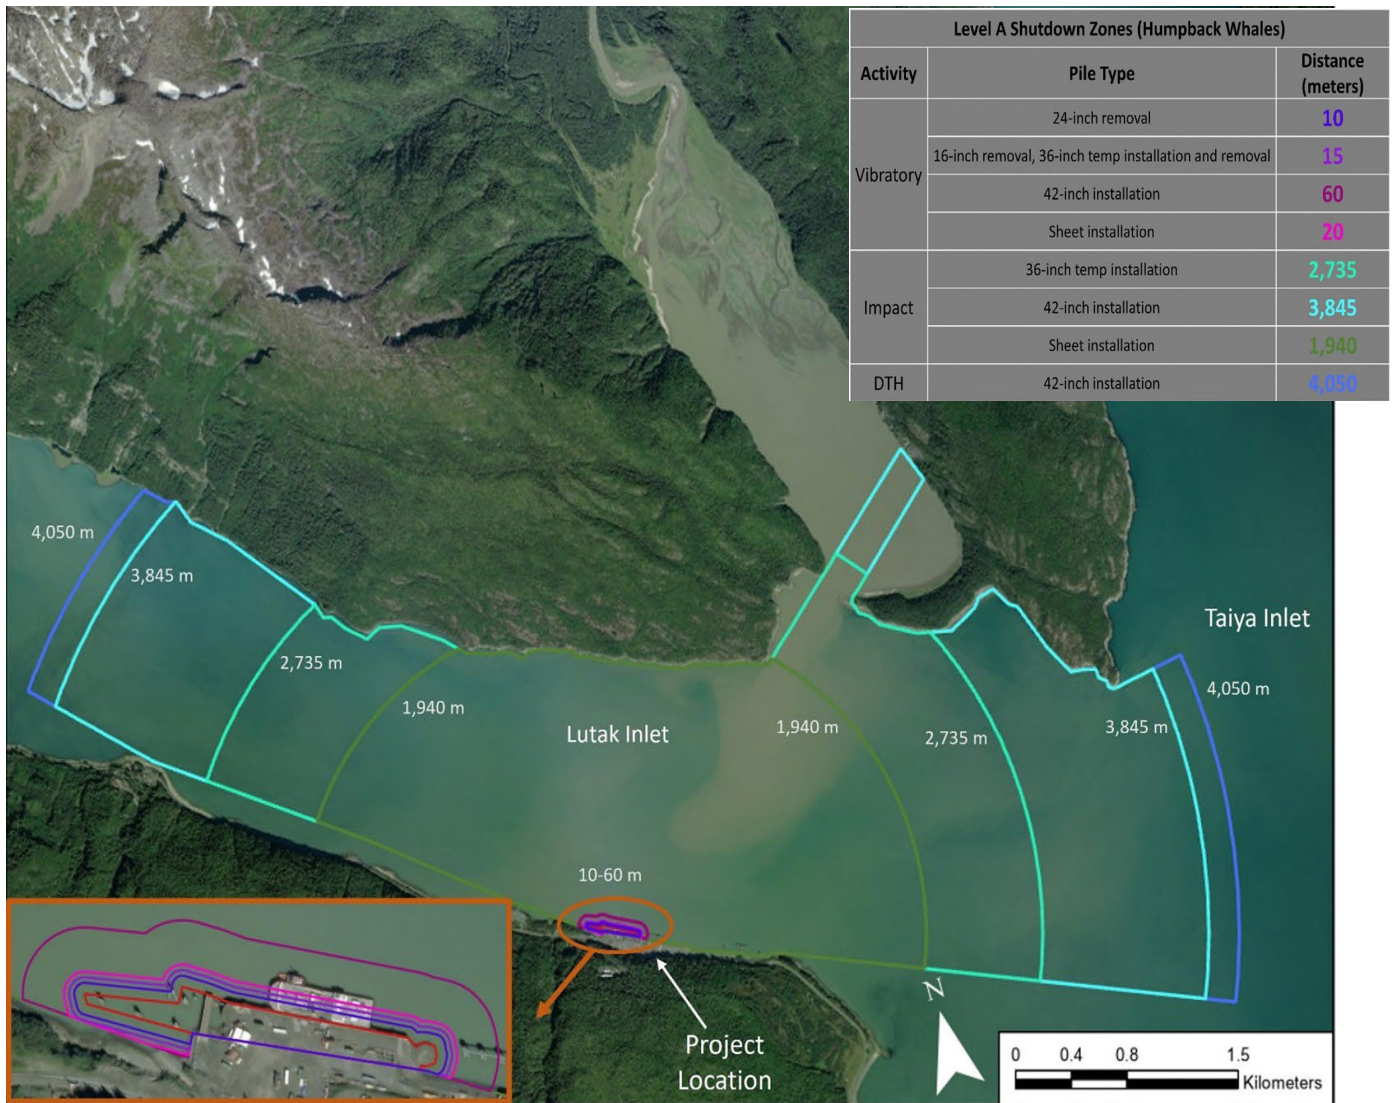 Level A Shutdown Zones (Humpback Whales)
Activity Pile Type Distance (meters)
Vibratory
24-inch removal 10
16-inch removal, 36-inch temp installation and removal 15
42-inch installation 60
Sheet installation 20
Impact
36-inch temp installation 2,735
42-inch installation 3,845
Sheet installation 1,940
DTH 42-inch installation 4,050
4,050 m
3,845 m
2,735 m
1,940 m
Lutak Inlet
1,940 m
2,735 m
3,845 m
4,050 m
Taiya Inlet
10-60 m
Project
Location
N
0 0.4 0.8 1.5
Kilometers